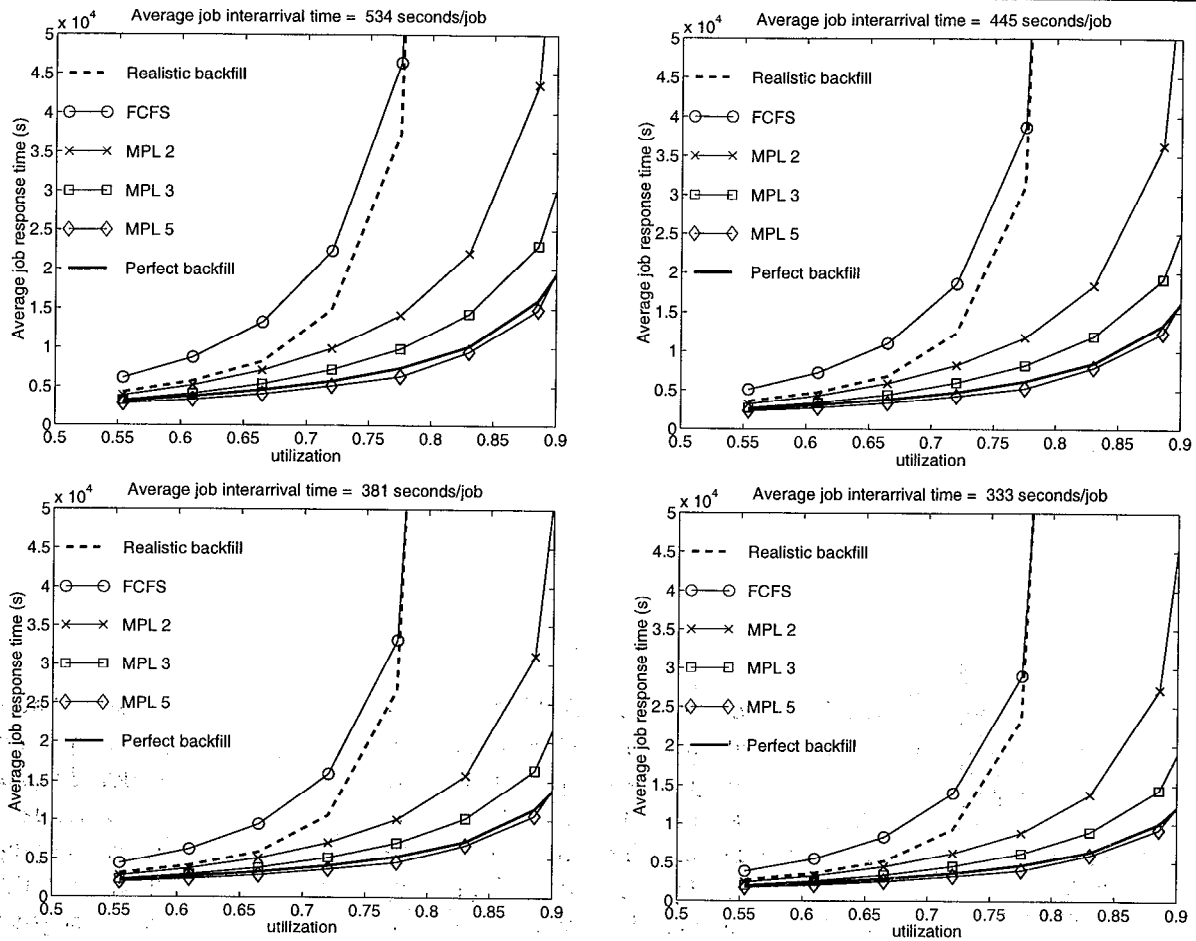 Average job interarrival time = 534 seconds/job
x 10^4
5
4.5
4
3.5
3
2.5
2
1.5
1
0.5
0
Average job response time (s)
Realistic backfill
FCFS
MPL 2
MPL 3
MPL 5
Perfect backfill
0.5 0.55 0.6 0.65 0.7 0.75 0.8 0.85 0.9
utilization
Average job interarrival time = 445 seconds/job
x 10^4
5
4.5
4
3.5
3
2.5
2
1.5
1
0.5
0
Average job response time (s)
Realistic backfill
FCFS
MPL 2
MPL 3
MPL 5
Perfect backfill
0.5 0.55 0.6 0.65 0.7 0.75 0.8 0.85 0.9
utilization
Average job interarrival time = 381 seconds/job
x 10^4
5
4.5
4
3.5
3
2.5
2
1.5
1
0.5
0
Average job response time (s)
Realistic backfill
FCFS
MPL 2
MPL 3
MPL 5
Perfect backfill
0.5 0.55 0.6 0.65 0.7 0.75 0.8 0.85 0.9
utilization
Average job interarrival time = 333 seconds/job
x 10^4
5
4.5
4
3.5
3
2.5
2
1.5
1
0.5
0
Average job response time (s)
Realistic backfill
FCFS
MPL 2
MPL 3
MPL 5
Perfect backfill
0.5 0.55 0.6 0.65 0.7 0.75 0.8 0.85 0.9
utilization